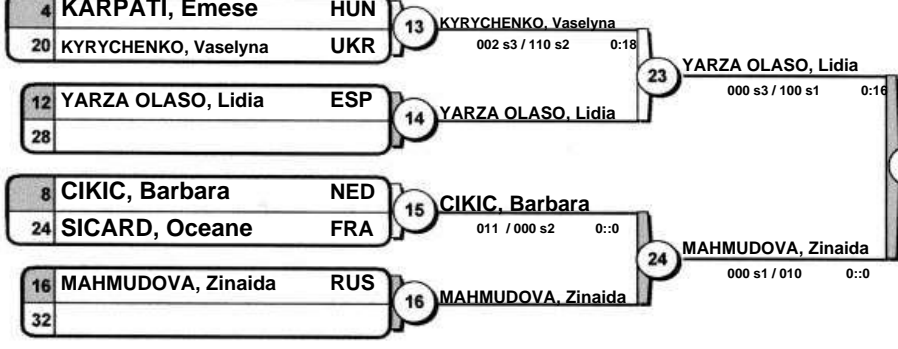 4 KARPATI, Emese HUN
20 KYRYCHENKO, Vaselyna UKR
13
KYRYCHENKO, Vaselyna
002 s3 / 110 s2 0:18
12 YARZA OLASO, Lidia ESP
28
14
YARZA OLASO, Lidia
23
YARZA OLASO, Lidia
000 s3 / 100 s1 0:16
8 CIKIC, Barbara NED
24 SICARD, Oceane FRA
15
CIKIC, Barbara
011 / 000 s2 0::0
16 MAHMUDOVA, Zinaida RUS
32
16
MAHMUDOVA, Zinaida
24
MAHMUDOVA, Zinaida
000 s1 / 010 0::0